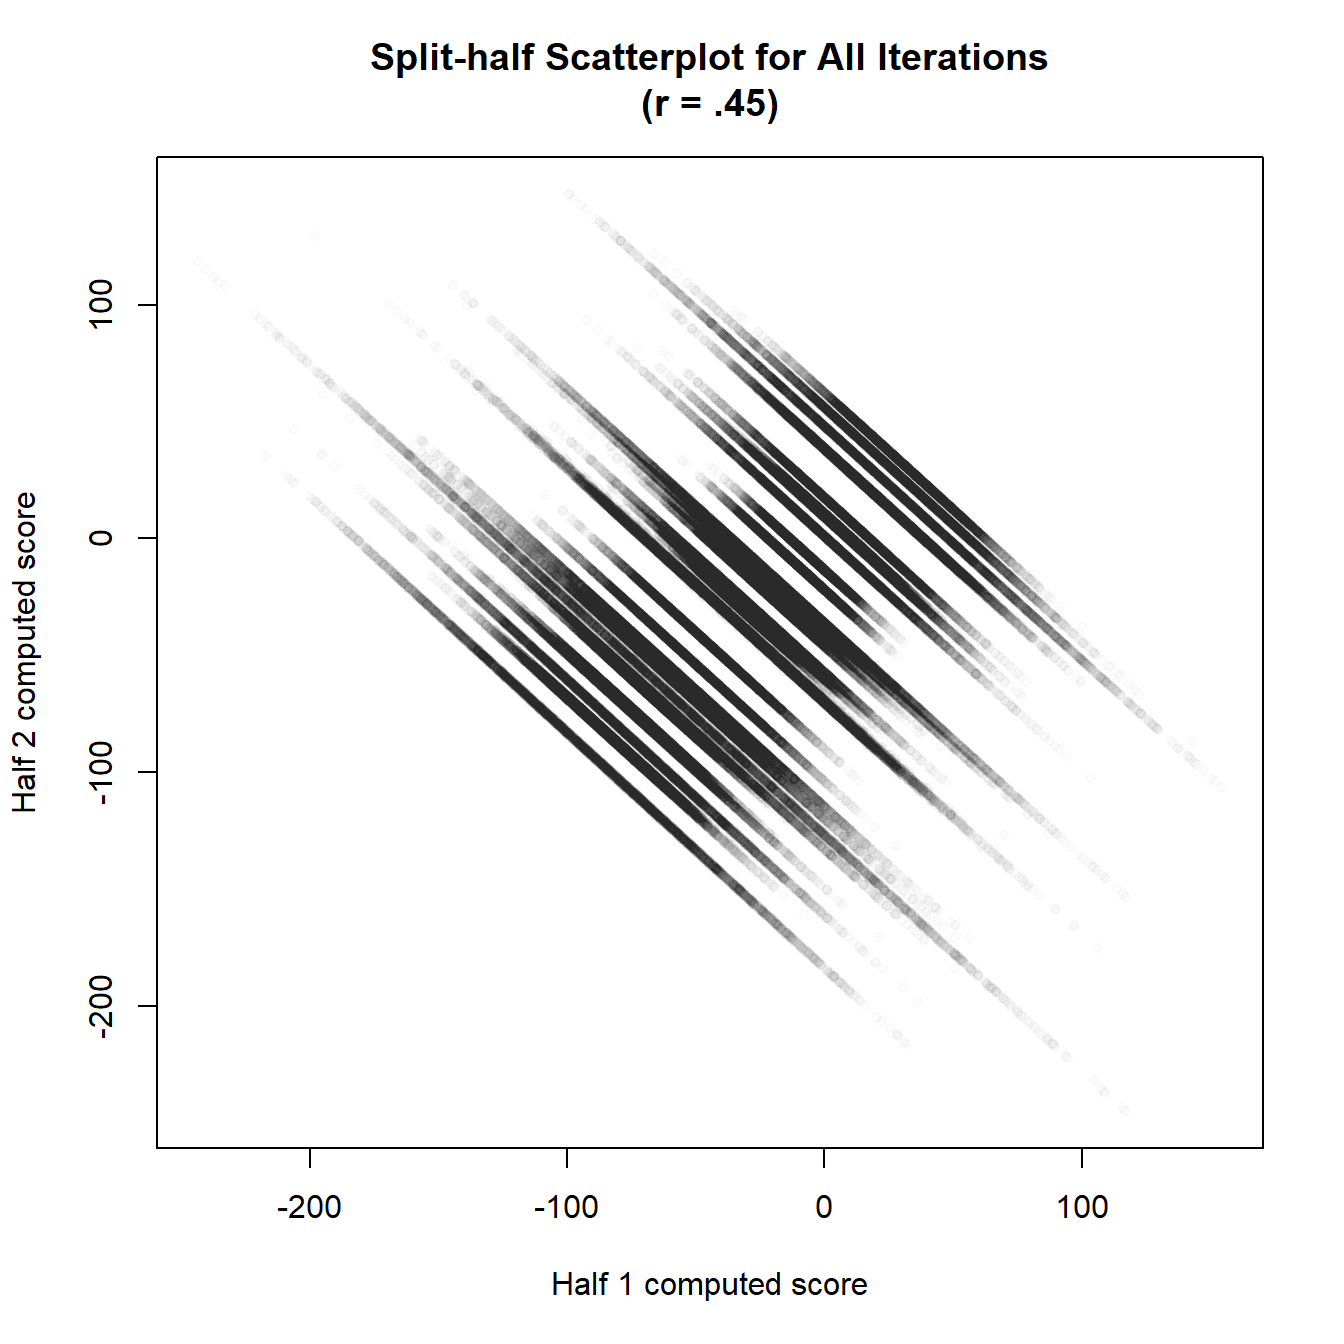 Split-half Scatterplot for All Iterations
(r = .45)
Half 2 computed score
100
0
-100
-200
-200 -100 0 100
Half 1 computed score